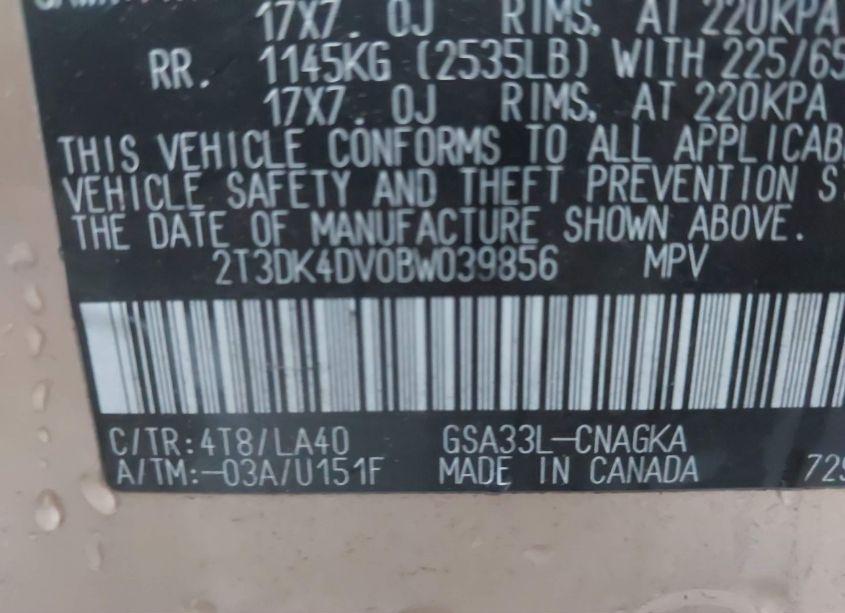 17X7.0J RIMS, AT 220KPA
RR. 1145KG (2535LB) WITH 225/65
17X7.0J RIMS, AT 220KPA
THIS VEHICLE CONFORMS TO ALL APPLICAB
VEHICLE SAFETY AND THEFT PREVENTION S
THE DATE OF MANUFACTURE SHOWN ABOVE.
2T3DK4DV0BW039856 MPV
C/TR:4T8/LA40 GSA33L-CNAGKA
A/TM:-03A/U151F MADE IN CANADA 729